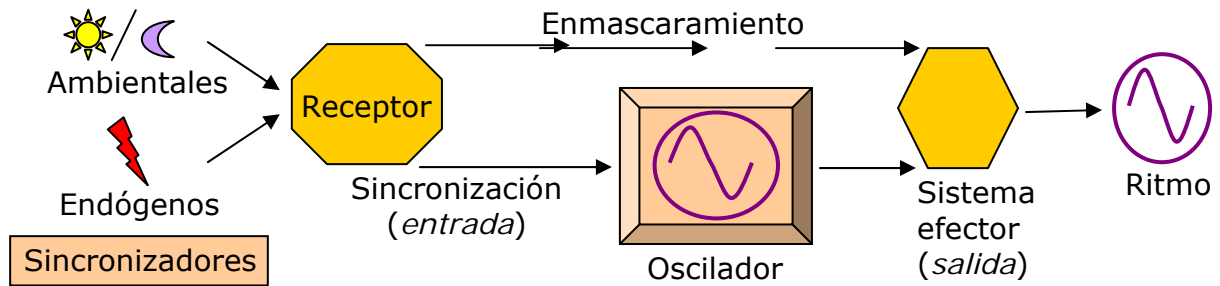 Enmascaramiento
Ambientales
Receptor
Endógenos
Sincronizadores
Sincronización
(entrada)
Oscilador
Sistema
efector
(salida)
Ritmo